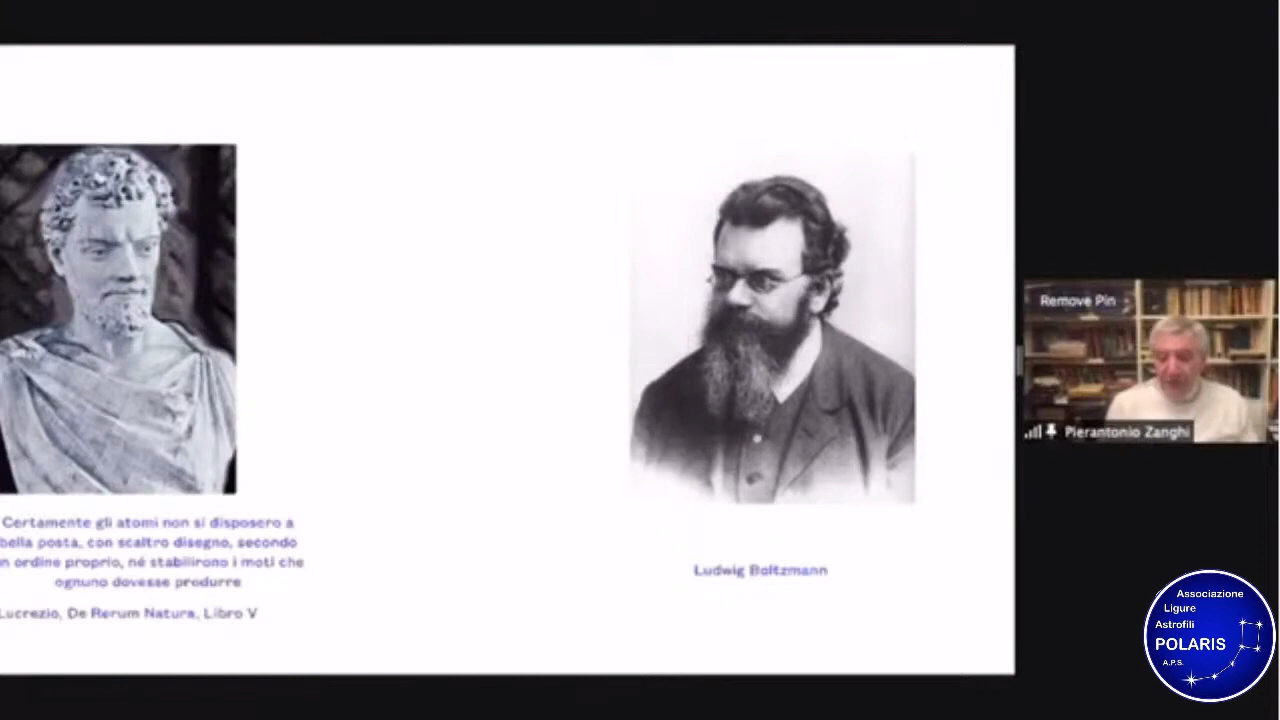 Certamente gli atomi non si disposero a
bella posta, con scaltro disegno, secondo
n ordine proprio, né stabilirono i moti che
ognuno dovesse produrre
Lucrezio, De Rerum Natura, Libro V
Ludwig Boltzmann
Remove Pin
Pierantonio Zanghi
Associazione
Ligure
Astrofili
POLARIS
A.P.S.